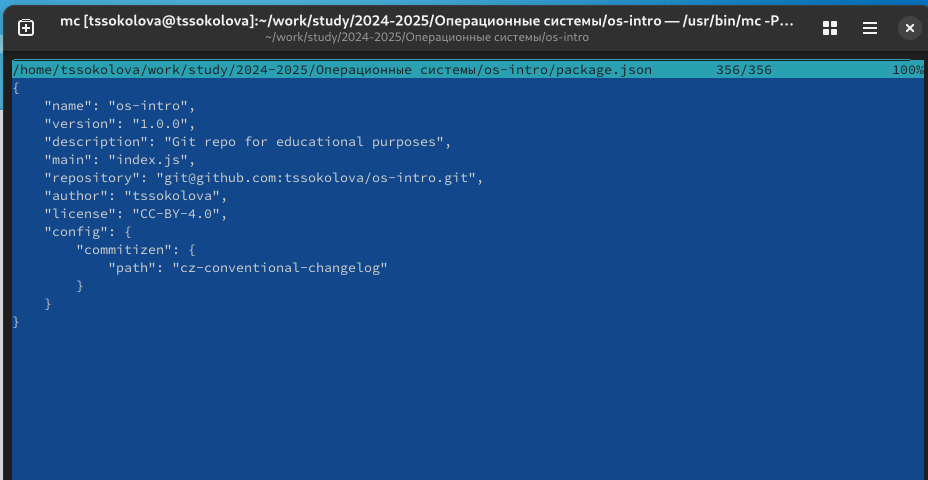 mc [tssokolova@tssokolova]:~/work/study/2024-2025/Операционные системы/os-intro — /usr/bin/mc -P…
~/work/study/2024-2025/Операционные системы/os-intro
/home/tssokolova/work/study/2024-2025/Операционные системы/os-intro/package.json 356/356 100%
{
    "name": "os-intro",
    "version": "1.0.0",
    "description": "Git repo for educational purposes",
    "main": "index.js",
    "repository": "git@github.com:tssokolova/os-intro.git",
    "author": "tssokolova",
    "license": "CC-BY-4.0",
    "config": {
        "commitizen": {
            "path": "cz-conventional-changelog"
        }
    }
}